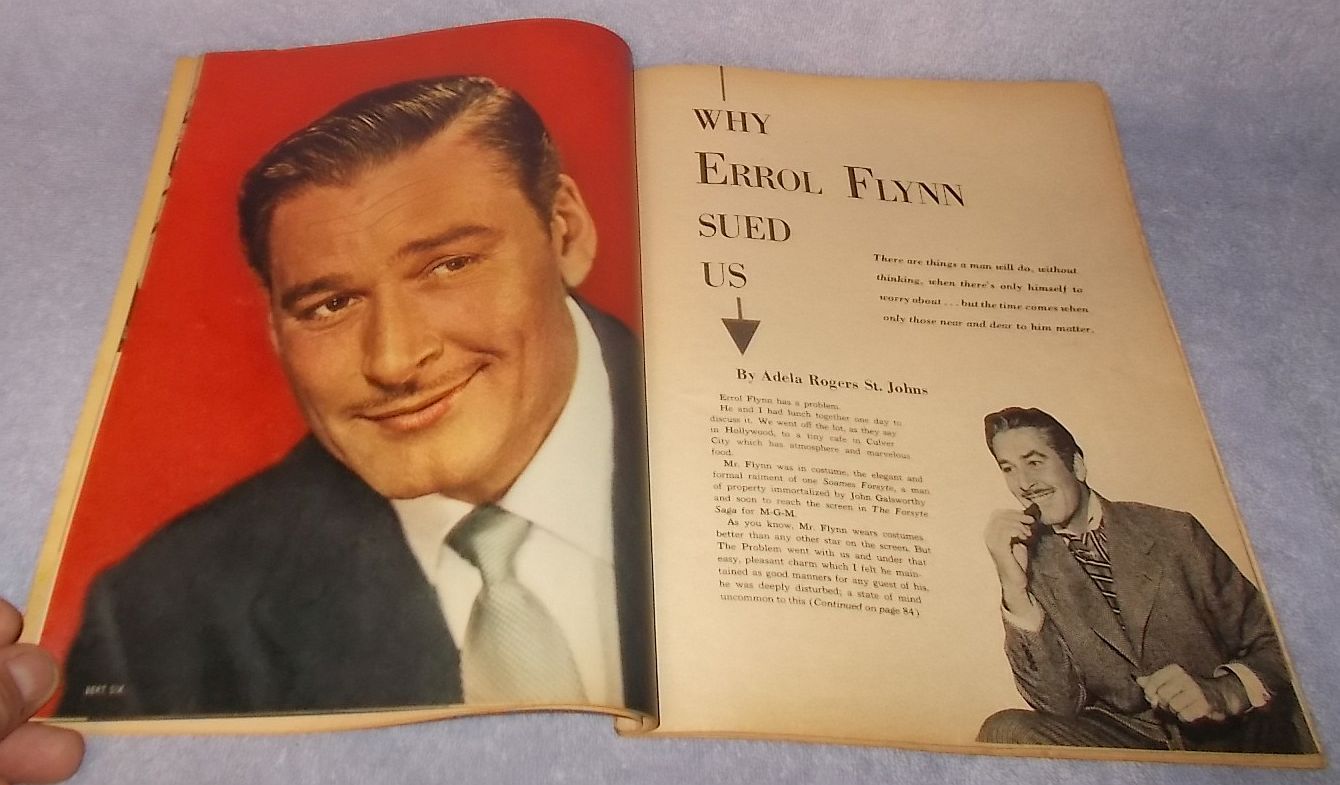 BERT SIX
WHY
ERROL FLYNN
SUED
US
There are things a man will do, without
thinking, when there's only himself to
worry about . . . but the time comes when
only those near and dear to him matter.
By Adela Rogers St. Johns
Errol Flynn has a problem.
He and I had lunch together one day to
discuss it. We went off the lot, as they say
in Hollywood, to a tiny cafe in Culver
City which has atmosphere and marvelous
food.
Mr. Flynn was in costume, the elegant and
formal raiment of one Soames Forsyte, a man
of property immortalized by John Galsworthy
and soon to reach the screen in The Forsyte
Saga for M-G-M.
As you know, Mr. Flynn wears costumes
better than any other star on the screen. But
The Problem went with us and under that
easy, pleasant charm which I felt he main-
tained as good manners for any guest of his,
he was deeply disturbed; a state of mind
uncommon to this (Continued on page 84)